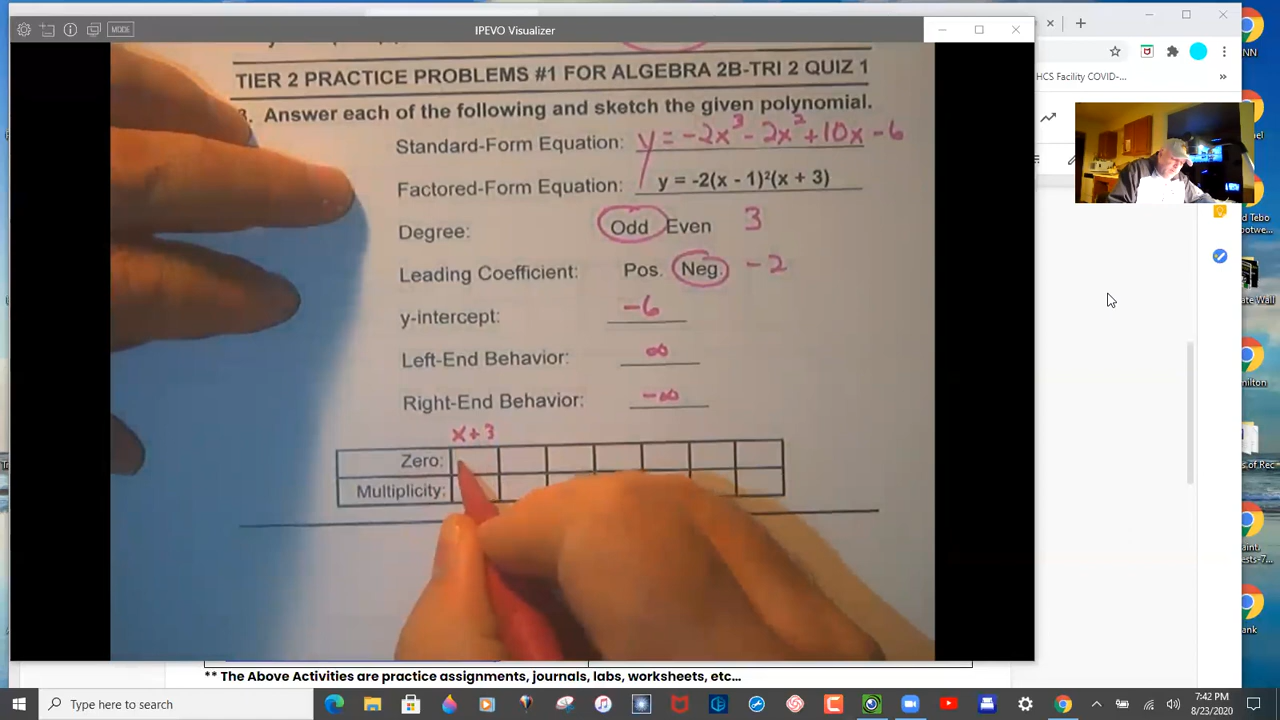 IPEVO Visualizer
MODE
TIER 2 PRACTICE PROBLEMS #1 FOR ALGEBRA 2B-TRI 2 QUIZ 1
3. Answer each of the following and sketch the given polynomial.
Standard-Form Equation: y = -2x³ - 2x² + 10x - 6
Factored-Form Equation: y = -2(x - 1)²(x + 3)
Degree: Odd Even 3
Leading Coefficient: Pos. Neg. -2
y-intercept: -6
Left-End Behavior: ∞
Right-End Behavior: -∞
x+3
Zero:
Multiplicity:
HCS Facility COVID-...
** The Above Activities are practice assignments, journals, labs, worksheets, etc...
Type here to search
7:42 PM
8/23/2020